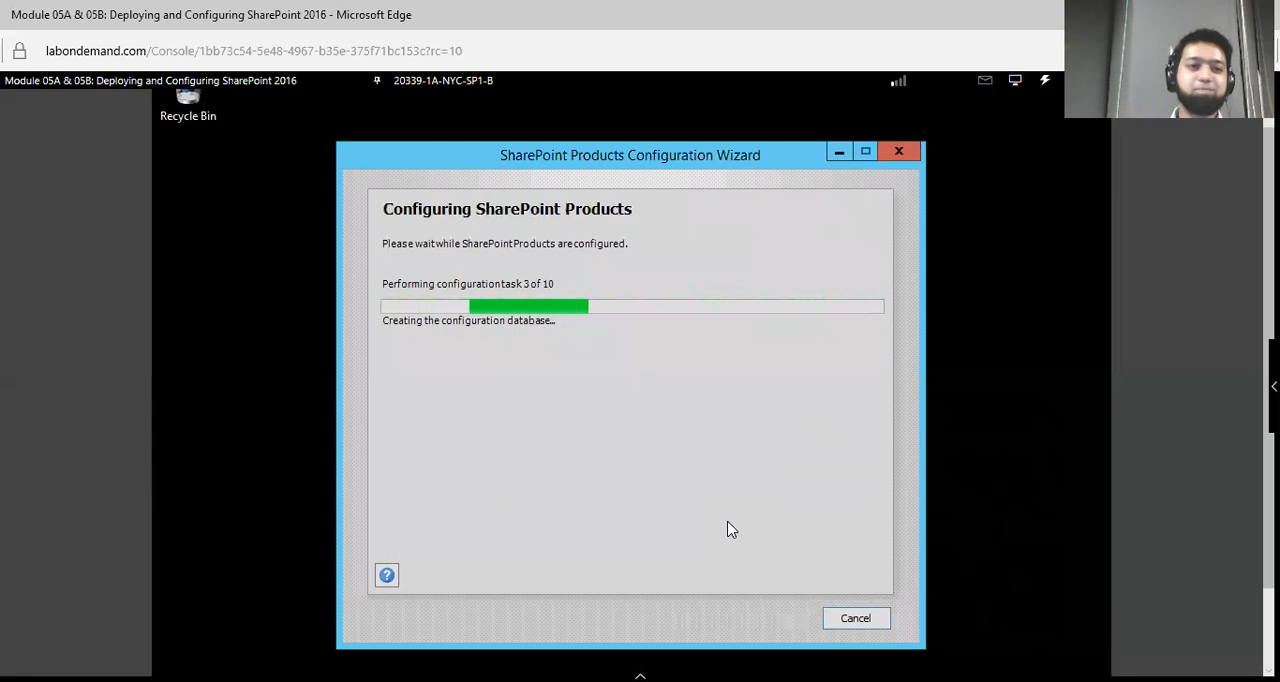 Module 05A & 05B: Deploying and Configuring SharePoint 2016 - Microsoft Edge
labondemand.com/Console/1bb73c54-5e48-4967-b35e-375f71bc153c?rc=10
Module 05A & 05B: Deploying and Configuring SharePoint 2016 20339-1A-NYC-SP1-B
Recycle Bin
SharePoint Products Configuration Wizard
Configuring SharePoint Products
Please wait while SharePoint Products are configured.
Performing configuration task 3 of 10
Creating the configuration database...
Cancel